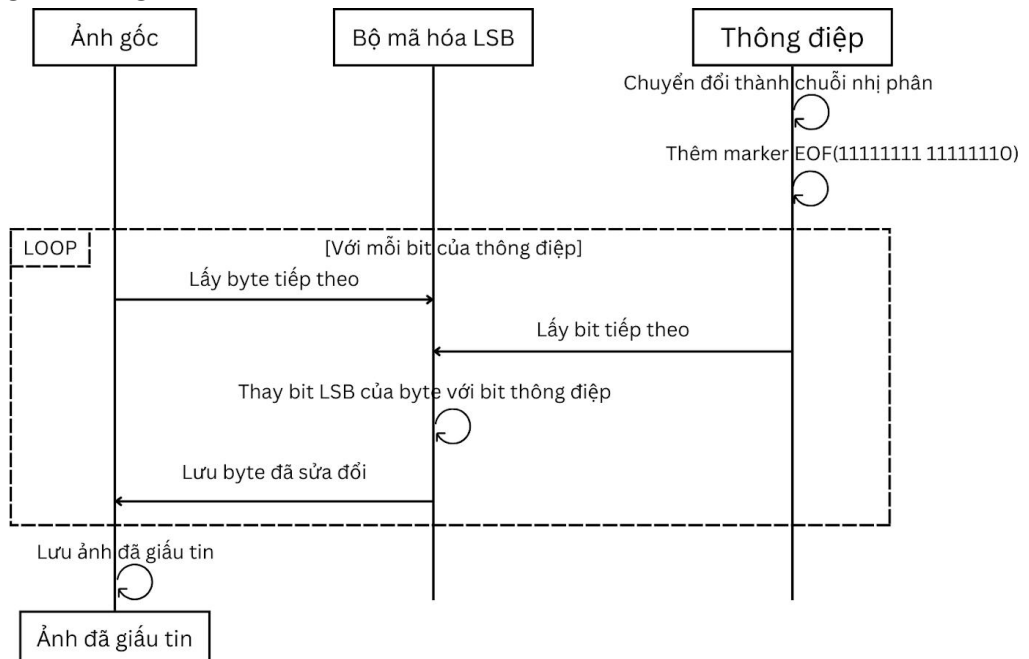 Ảnh gốc
Bộ mã hóa LSB
Thông điệp
Chuyển đổi thành chuỗi nhị phân
Thêm marker EOF(11111111 11111110)
LOOP
[Với mỗi bit của thông điệp]
Lấy byte tiếp theo
Lấy bit tiếp theo
Thay bit LSB của byte với bit thông điệp
Lưu byte đã sửa đổi
Lưu ảnh đã giấu tin
Ảnh đã giấu tin